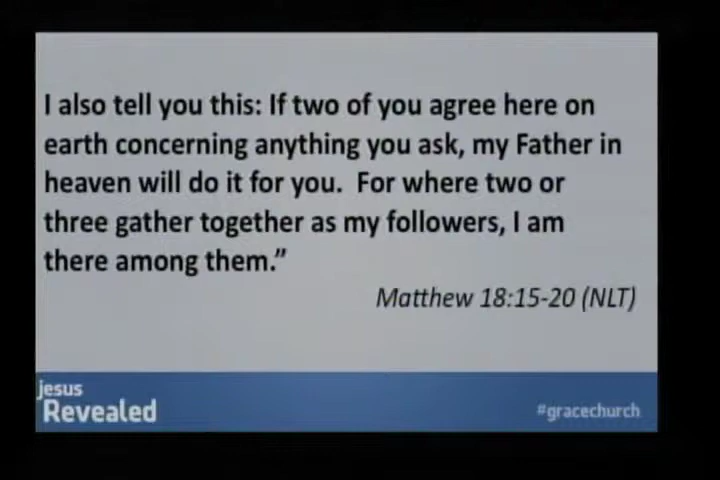 I also tell you this: If two of you agree here on
earth concerning anything you ask, my Father in
heaven will do it for you.  For where two or
three gather together as my followers, I am
there among them.”
Matthew 18:15-20 (NLT)
jesus
Revealed
#gracechurch